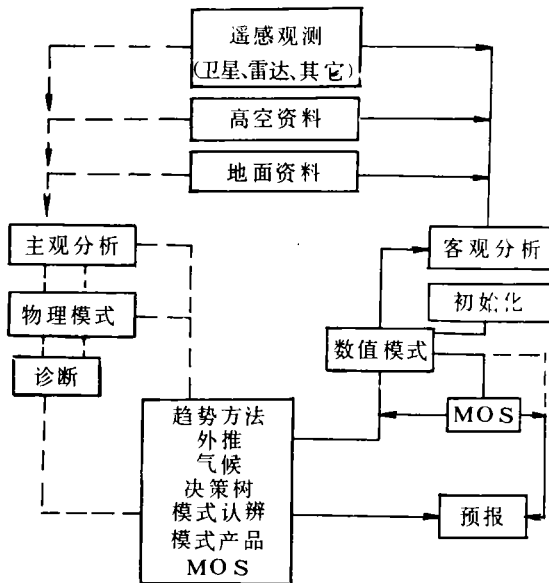 遥感观测
(卫星、雷达、其它)
高空资料
地面资料
主观分析
客观分析
初始化
物理模式
数值模式
诊断
趋势方法
外推
气候
决策树
模式认辨
模式产品
MOS
MOS
预报